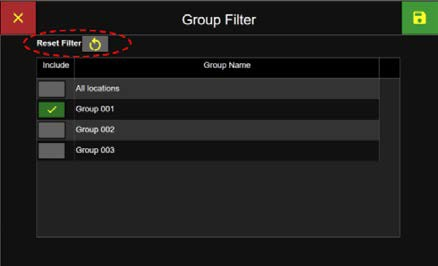 Group Filter
Reset Filter
Include Group Name
All locations
Group 001
Group 002
Group 003